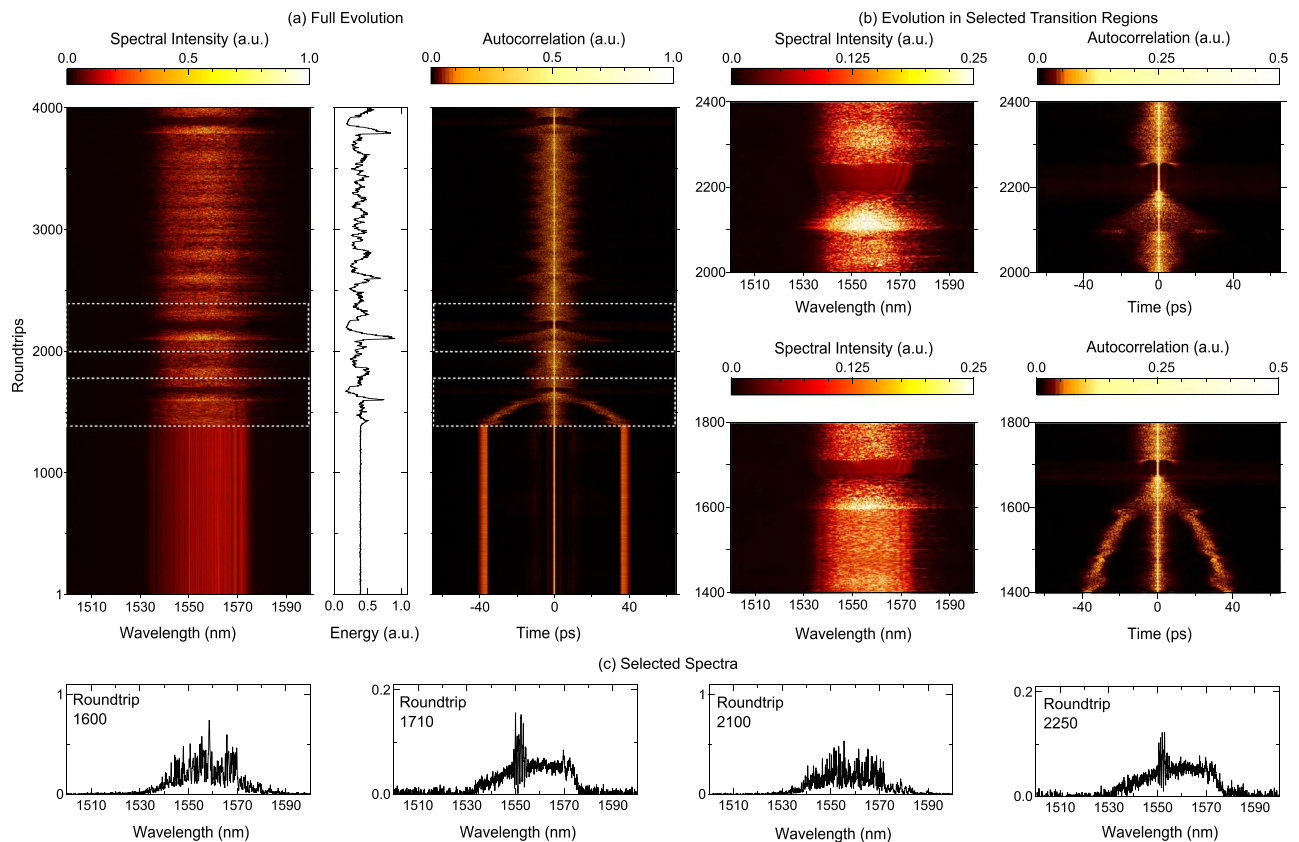 (a) Full Evolution
(b) Evolution in Selected Transition Regions
Spectral Intensity (a.u.)
Autocorrelation (a.u.)
Spectral Intensity (a.u.)
Autocorrelation (a.u.)
0.0 0.5 1.0
0.0 0.5 1.0
0.0 0.125 0.25
0.0 0.25 0.5
4000
3000
2000
1000
1
Roundtrips
1510 1530 1550 1570 1590
Wavelength (nm)
0.0 0.5 1.0
Energy (a.u.)
-40 0 40
Time (ps)
2400
2200
2000
1510 1530 1550 1570 1590
Wavelength (nm)
2400
2200
2000
-40 0 40
Time (ps)
Spectral Intensity (a.u.)
Autocorrelation (a.u.)
0.0 0.125 0.25
0.0 0.25 0.5
1800
1600
1400
1510 1530 1550 1570 1590
Wavelength (nm)
1800
1600
1400
-40 0 40
Time (ps)
(c) Selected Spectra
1
0
Roundtrip
1600
1510 1530 1550 1570 1590
Wavelength (nm)
0.2
0.0
Roundtrip
1710
1510 1530 1550 1570 1590
Wavelength (nm)
1
0
Roundtrip
2100
1510 1530 1550 1570 1590
Wavelength (nm)
0.2
0.0
Roundtrip
2250
1510 1530 1550 1570 1590
Wavelength (nm)